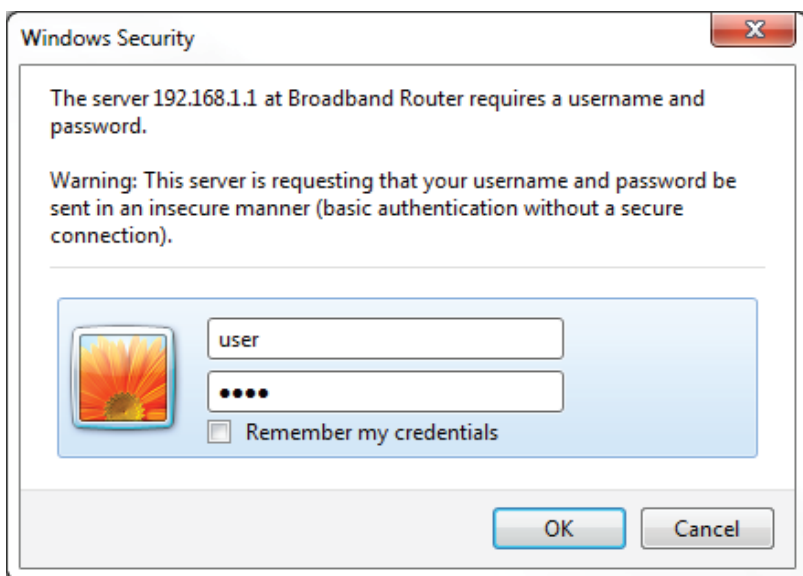 Windows Security
The server 192.168.1.1 at Broadband Router requires a username and
password.
Warning: This server is requesting that your username and password be
sent in an insecure manner (basic authentication without a secure
connection).
user
●●●●
Remember my credentials
OK
Cancel